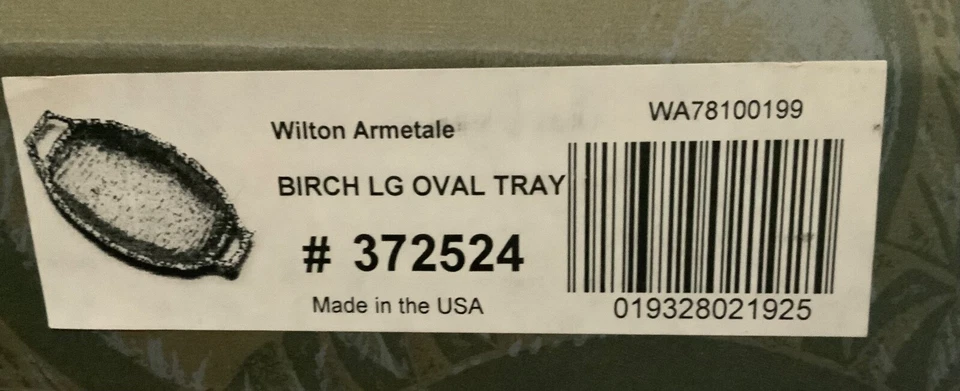 Wilton Armetale
BIRCH LG OVAL TRAY
# 372524
Made in the USA
WA78100199
019328021925